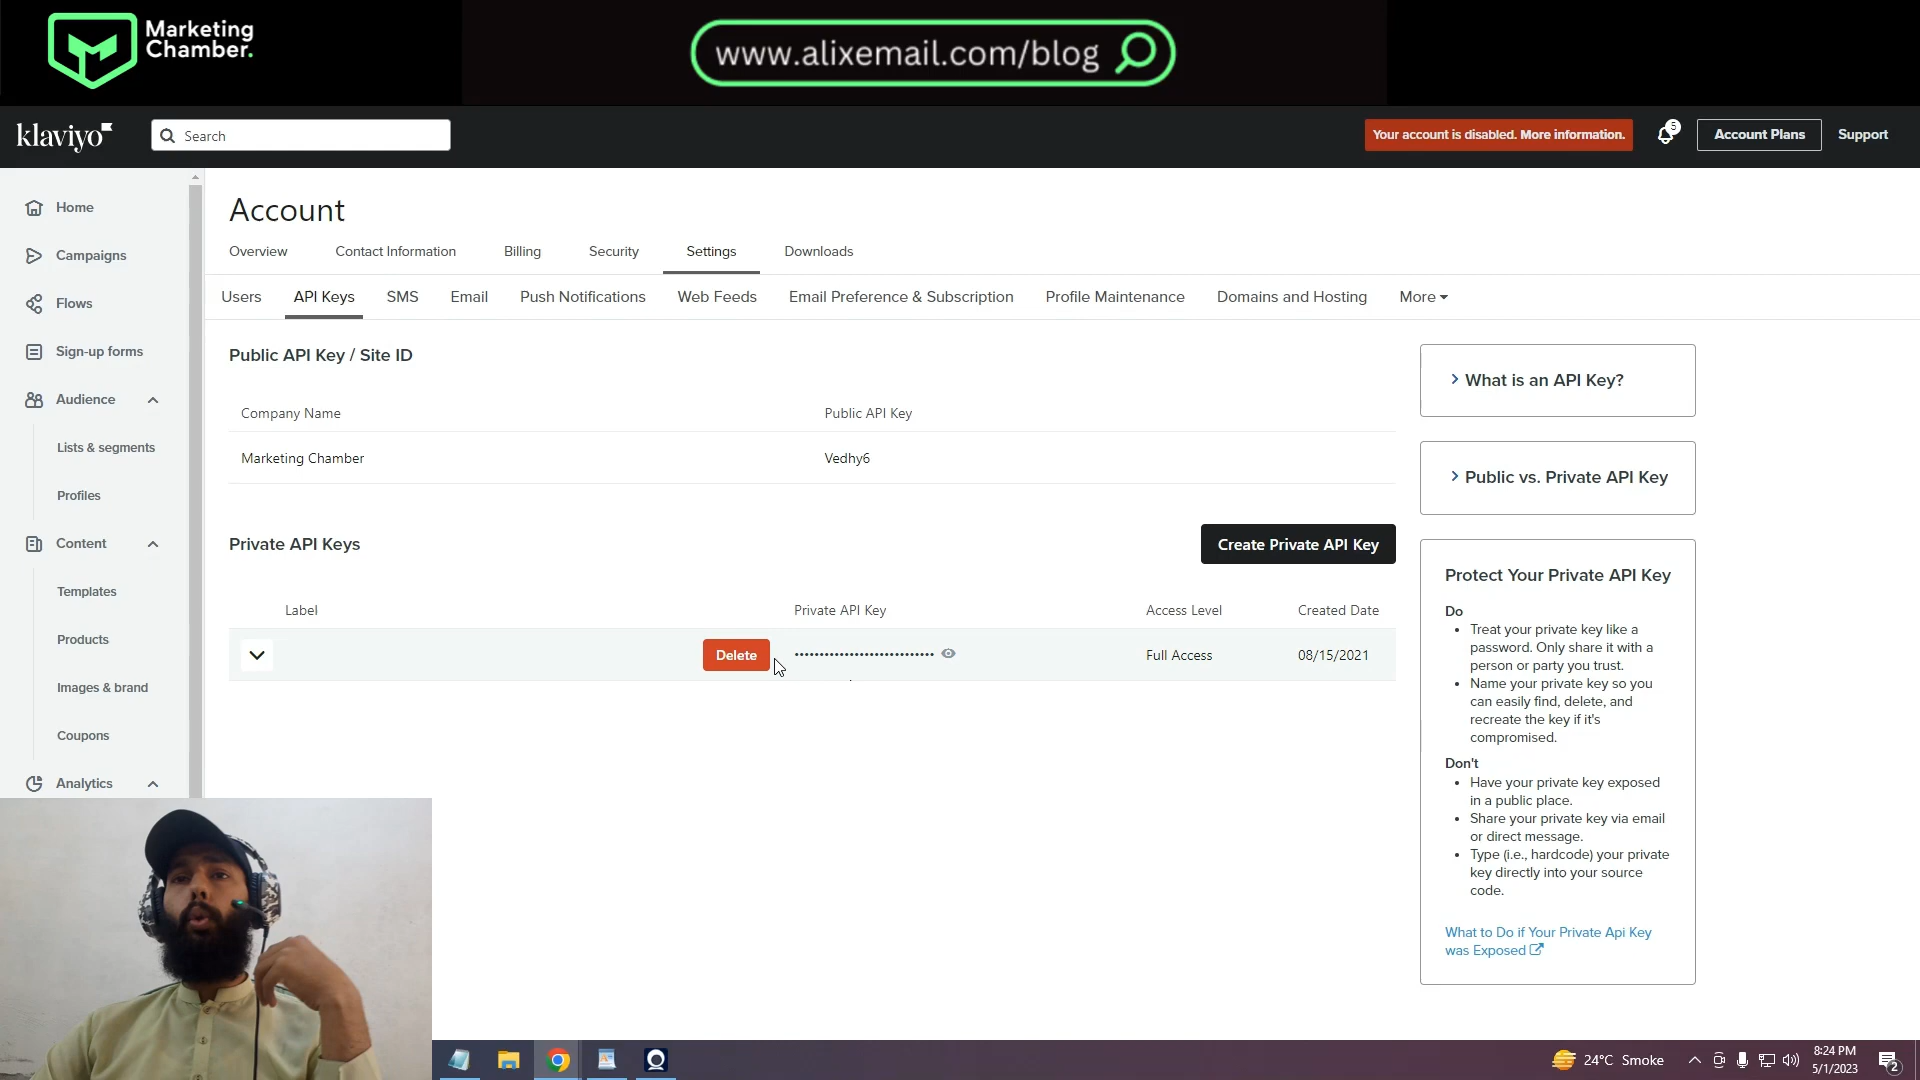 Marketing
Chamber.
www.alixemail.com/blog
klaviyo
Search
Your account is disabled. More information.
5
Account Plans
Support
Home
Campaigns
Flows
Sign-up forms
Audience
Lists & segments
Profiles
Content
Templates
Products
Images & brand
Coupons
Analytics
Account
Overview
Contact Information
Billing
Security
Settings
Downloads
Users
API Keys
SMS
Email
Push Notifications
Web Feeds
Email Preference & Subscription
Profile Maintenance
Domains and Hosting
More
Public API Key / Site ID
Company Name
Public API Key
Marketing Chamber
Vedhy6
Private API Keys
Create Private API Key
Label
Private API Key
Access Level
Created Date
Delete
••••••••••••••••••••••••••••
Full Access
08/15/2021
What is an API Key?
Public vs. Private API Key
Protect Your Private API Key
Do
• Treat your private key like a
password. Only share it with a
person or party you trust.
• Name your private key so you
can easily find, delete, and
recreate the key if it's
compromised.
Don't
• Have your private key exposed
in a public place.
• Share your private key via email
or direct message.
• Type (i.e., hardcode) your private
key directly into your source
code.
What to Do if Your Private Api Key
was Exposed
24°C Smoke
8:24 PM
5/1/2023
2